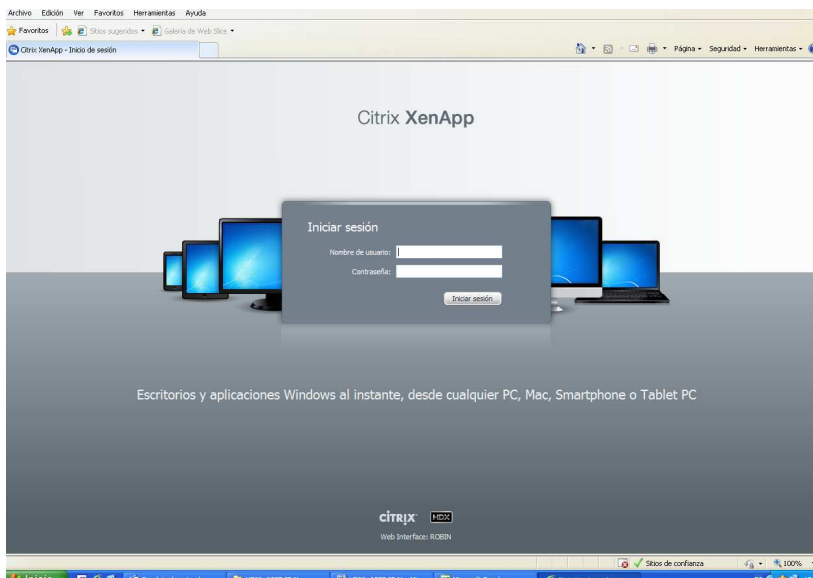 Archivo Edición Ver Favoritos Herramientas Ayuda
Favoritos Sitios sugeridos Galería de Web Slice
Citrix XenApp - Inicio de sesión Página Seguridad Herramientas
Citrix XenApp
Iniciar sesión
Nombre de usuario:
Contraseña:
Iniciar sesión
Escritorios y aplicaciones Windows al instante, desde cualquier PC, Mac, Smartphone o Tablet PC
CİTRIX HDX
Web Interface: ROBIN
Sitios de confianza 100%